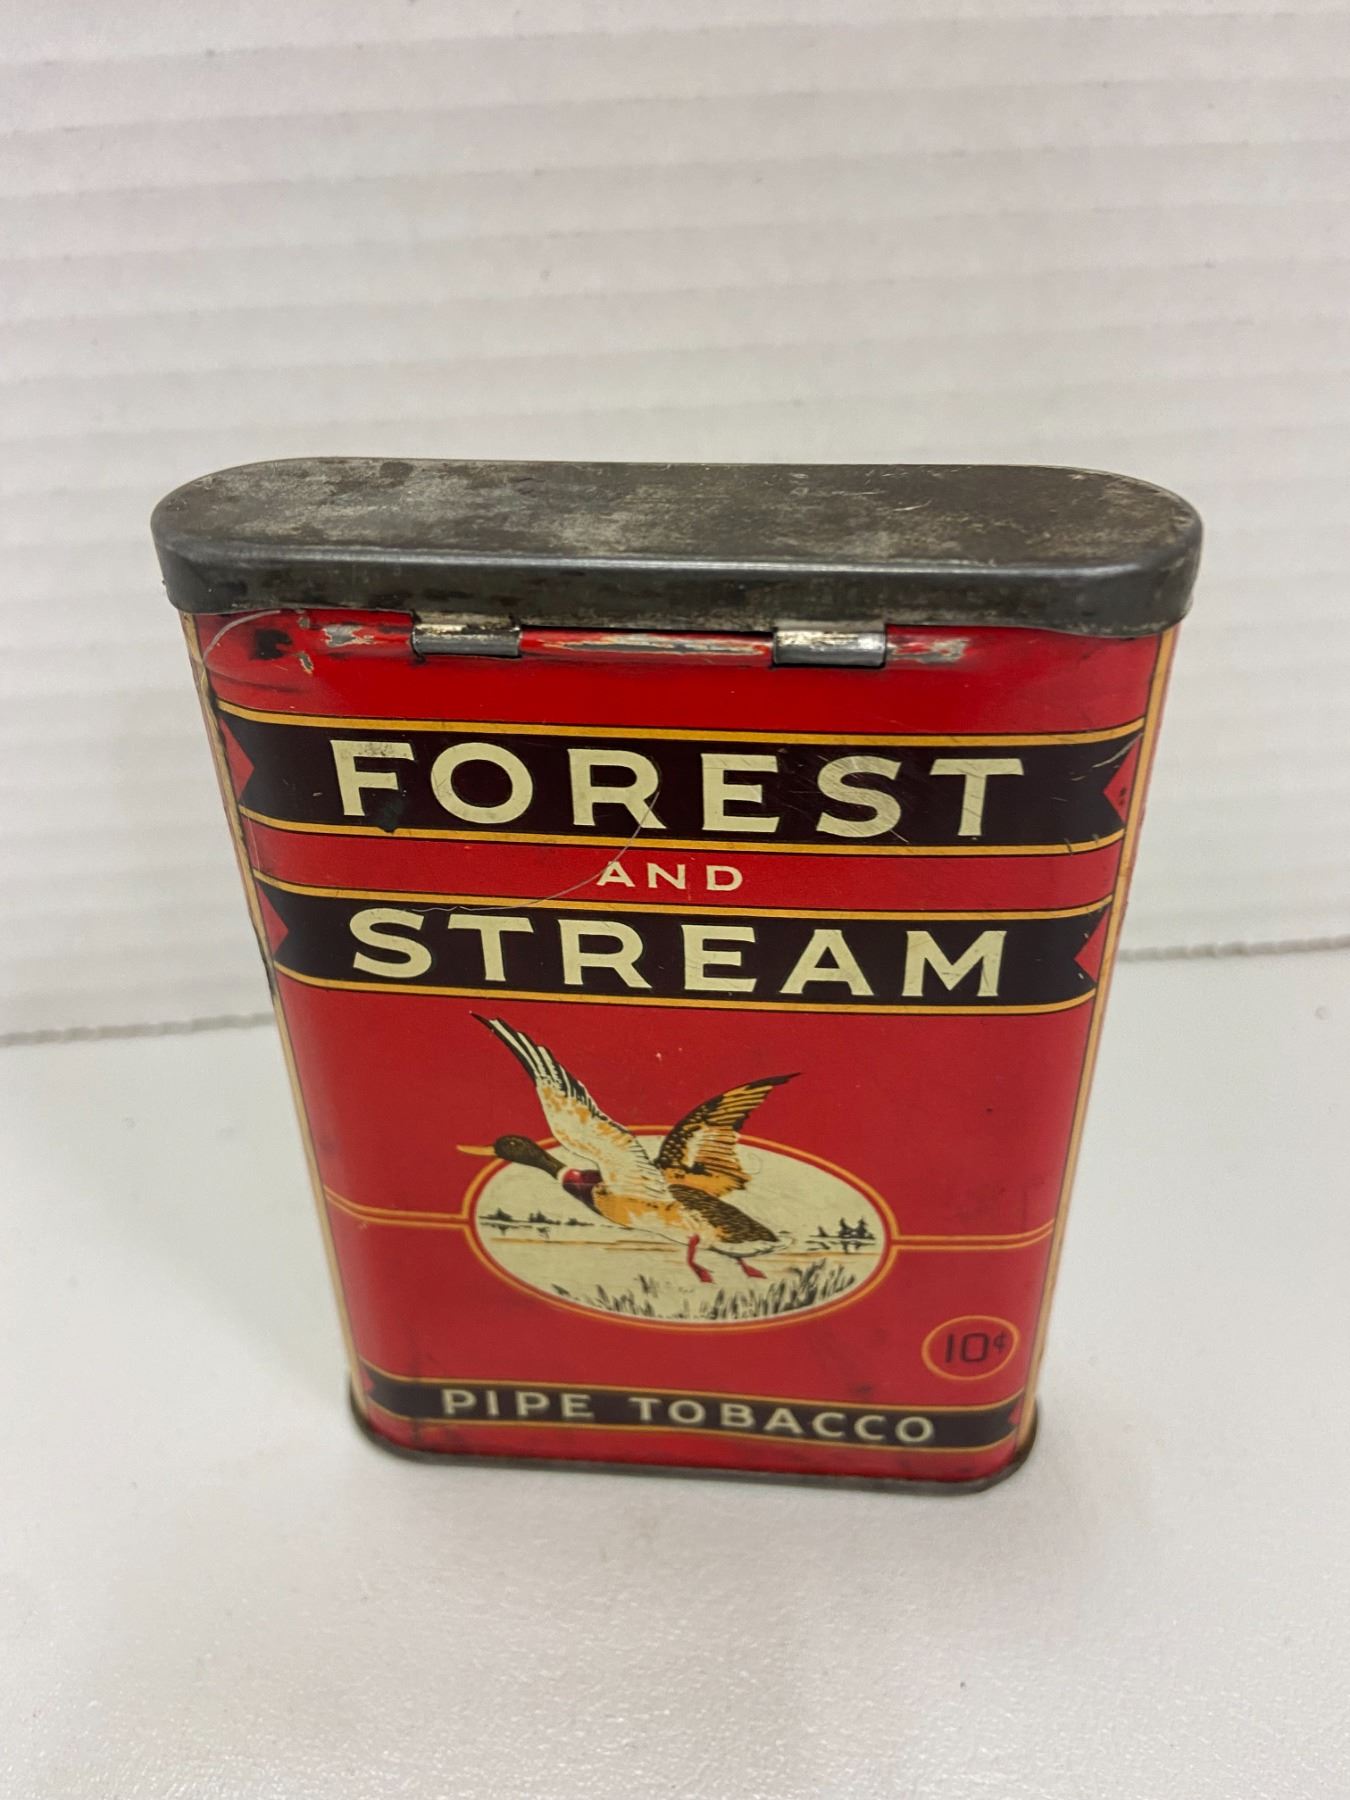 FOREST
AND
STREAM
10¢
PIPE TOBACCO